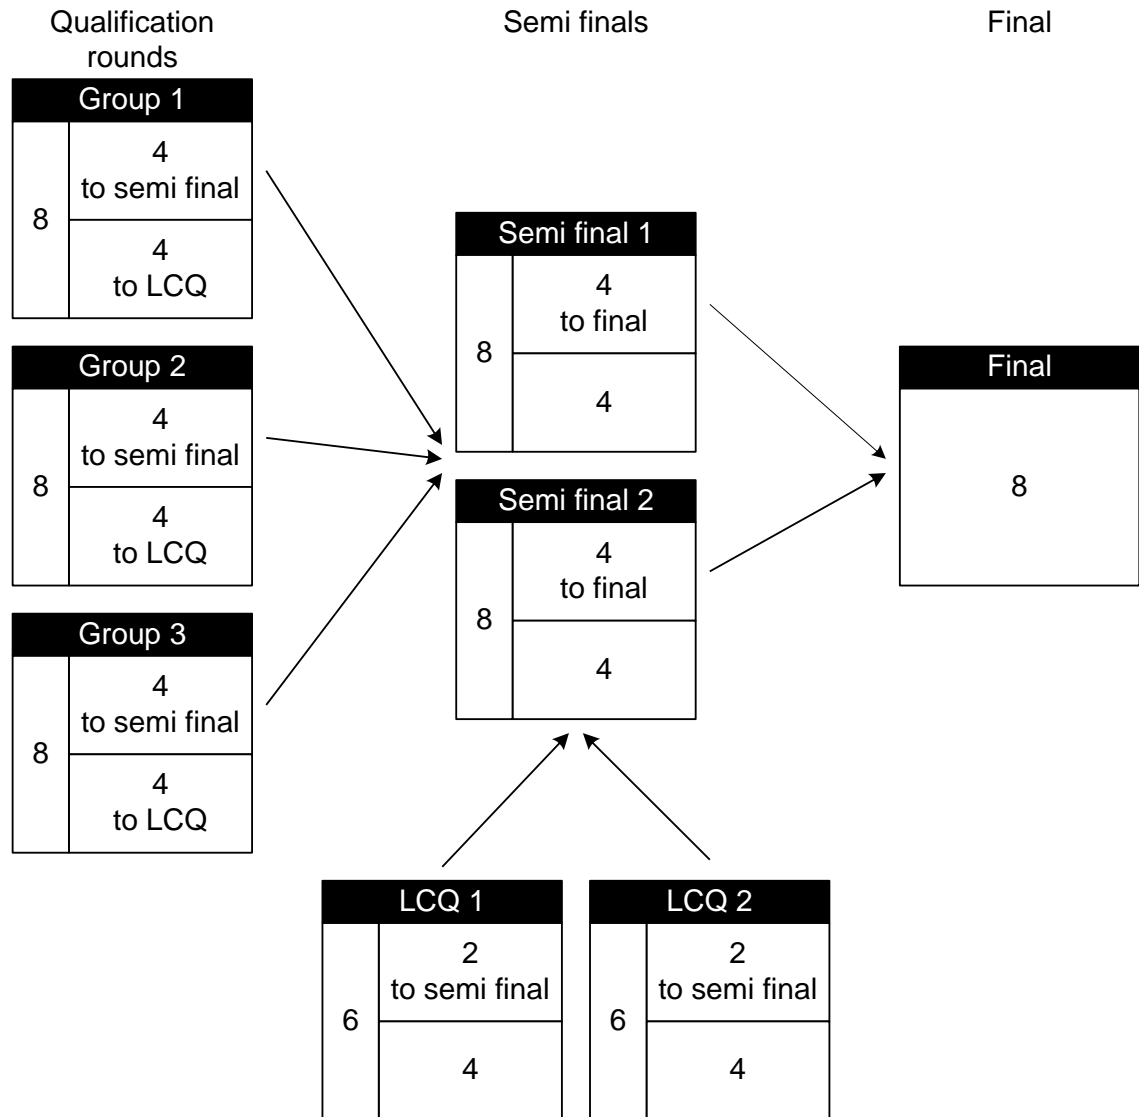 Qualification
rounds
Semi finals
Final
Group 1
8
4
to semi final
4
to LCQ
Group 2
8
4
to semi final
4
to LCQ
Group 3
8
4
to semi final
4
to LCQ
Semi final 1
8
4
to final
4
Semi final 2
8
4
to final
4
Final
8
LCQ 1
6
2
to semi final
4
LCQ 2
6
2
to semi final
4